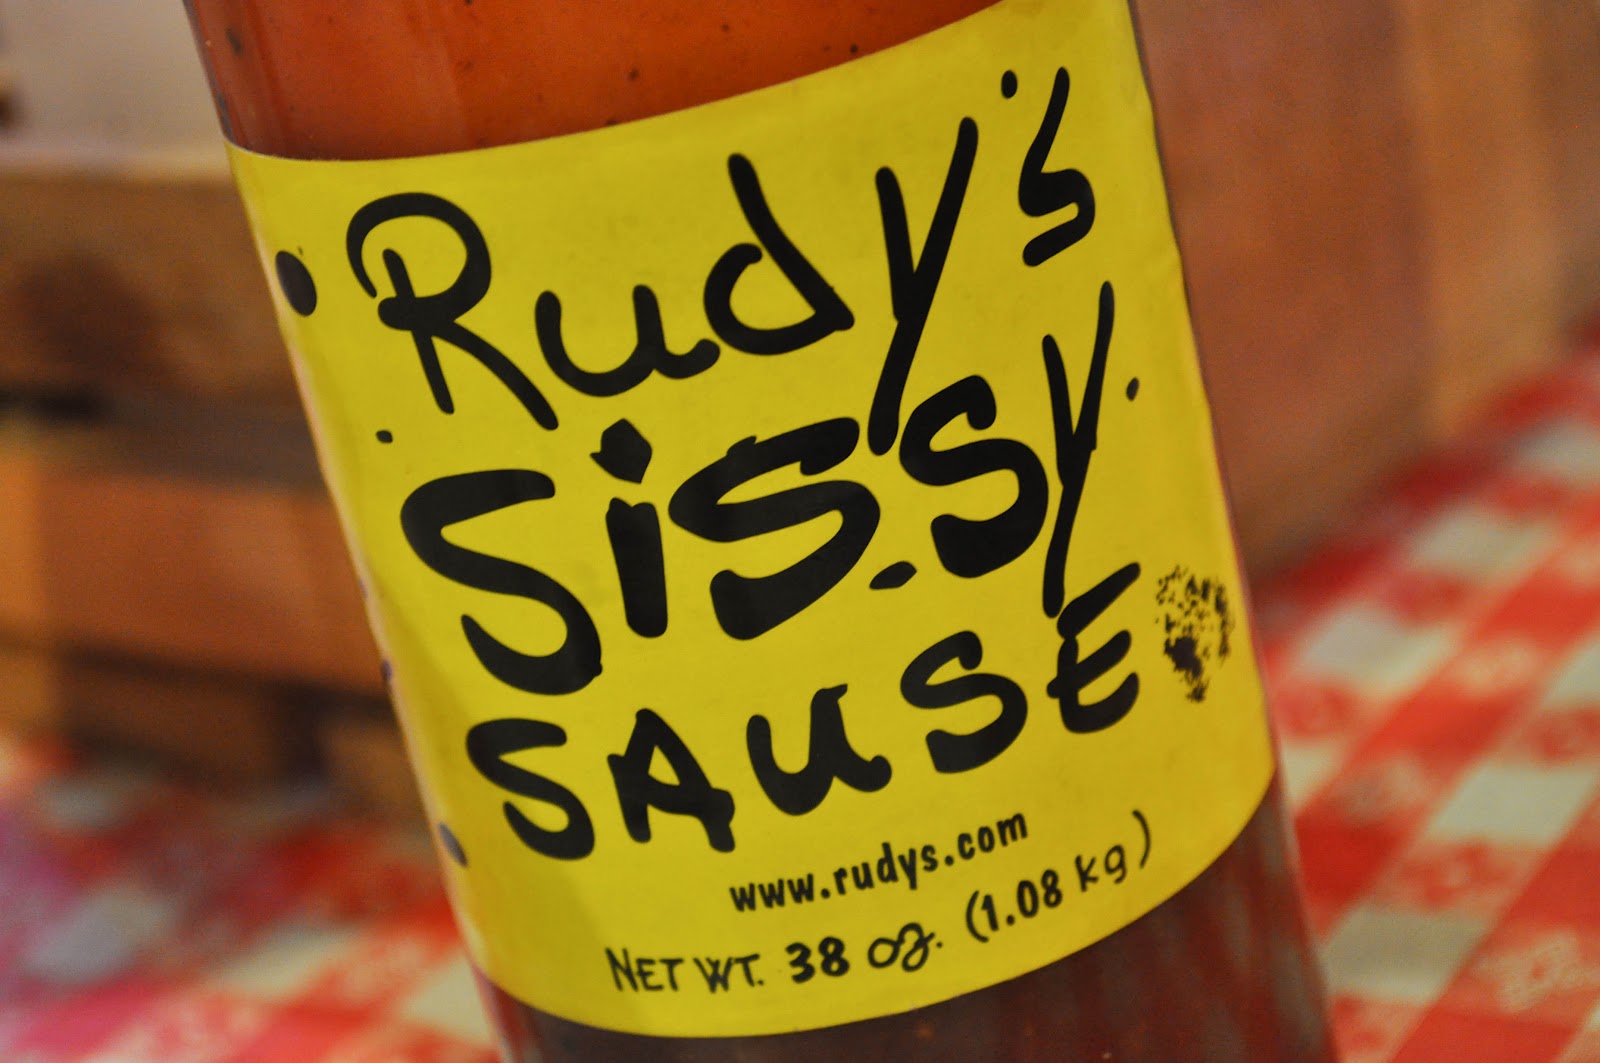 Rudy's
SiSSY
SAUSE
www.rudys.com
NET WT. 38 oz. (1.08 kg)